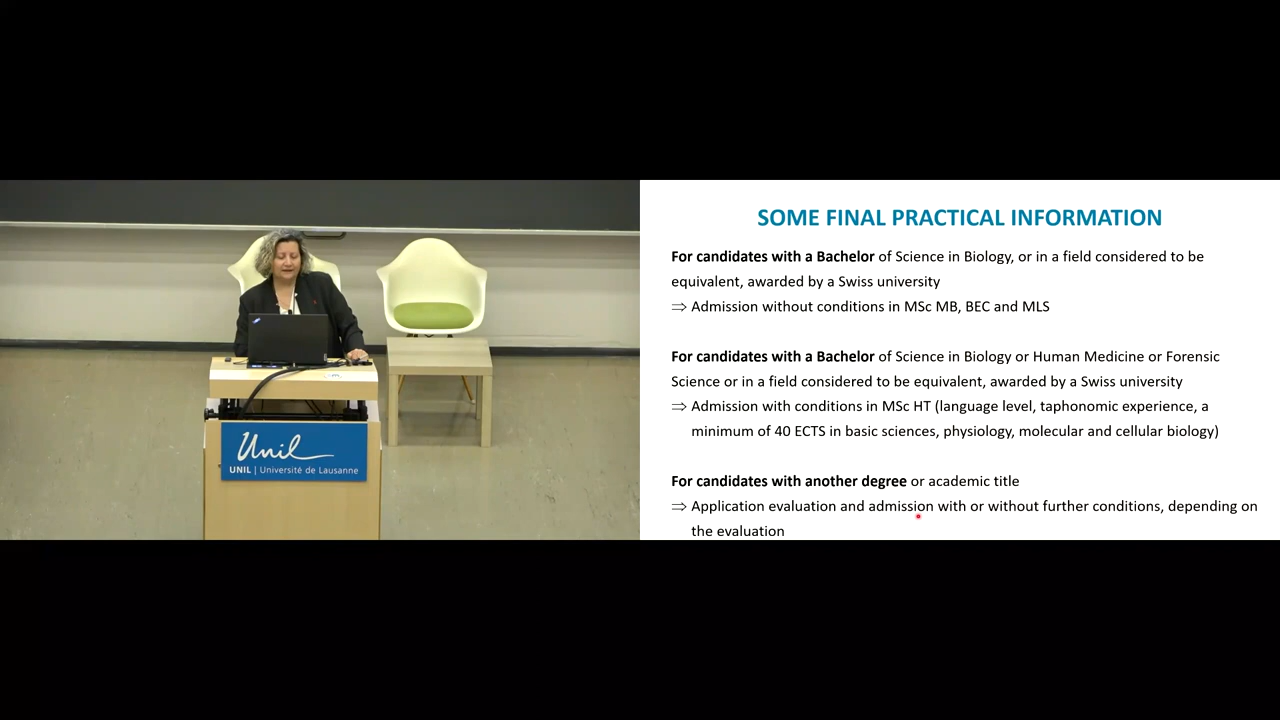 Unil
UNIL | Université de Lausanne
SOME FINAL PRACTICAL INFORMATION
For candidates with a Bachelor of Science in Biology, or in a field considered to be
equivalent, awarded by a Swiss university
⇒ Admission without conditions in MSc MB, BEC and MLS
For candidates with a Bachelor of Science in Biology or Human Medicine or Forensic
Science or in a field considered to be equivalent, awarded by a Swiss university
⇒ Admission with conditions in MSc HT (language level, taphonomic experience, a
minimum of 40 ECTS in basic sciences, physiology, molecular and cellular biology)
For candidates with another degree or academic title
⇒ Application evaluation and admission with or without further conditions, depending on
the evaluation